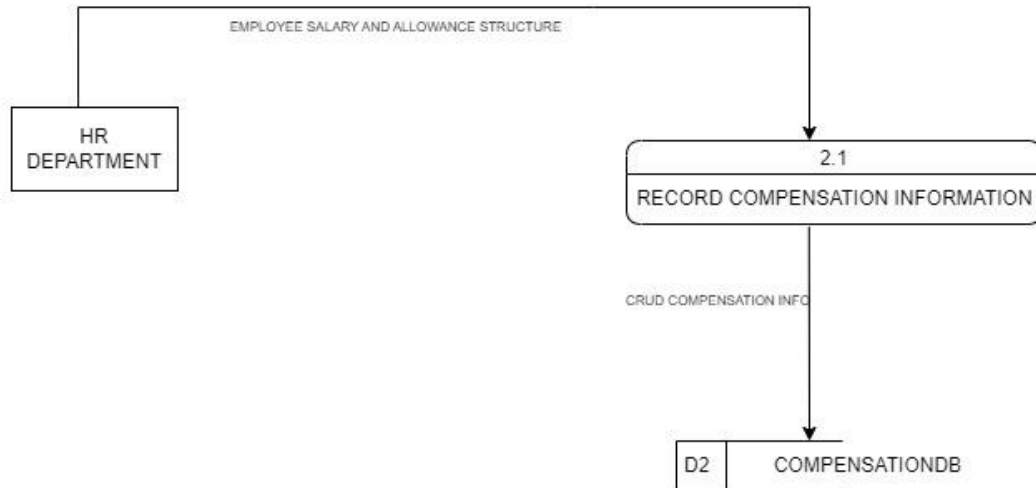 EMPLOYEE SALARY AND ALLOWANCE STRUCTURE
HR
DEPARTMENT
2.1
RECORD COMPENSATION INFORMATION
CRUD COMPENSATION INFO
D2
COMPENSATIONDB